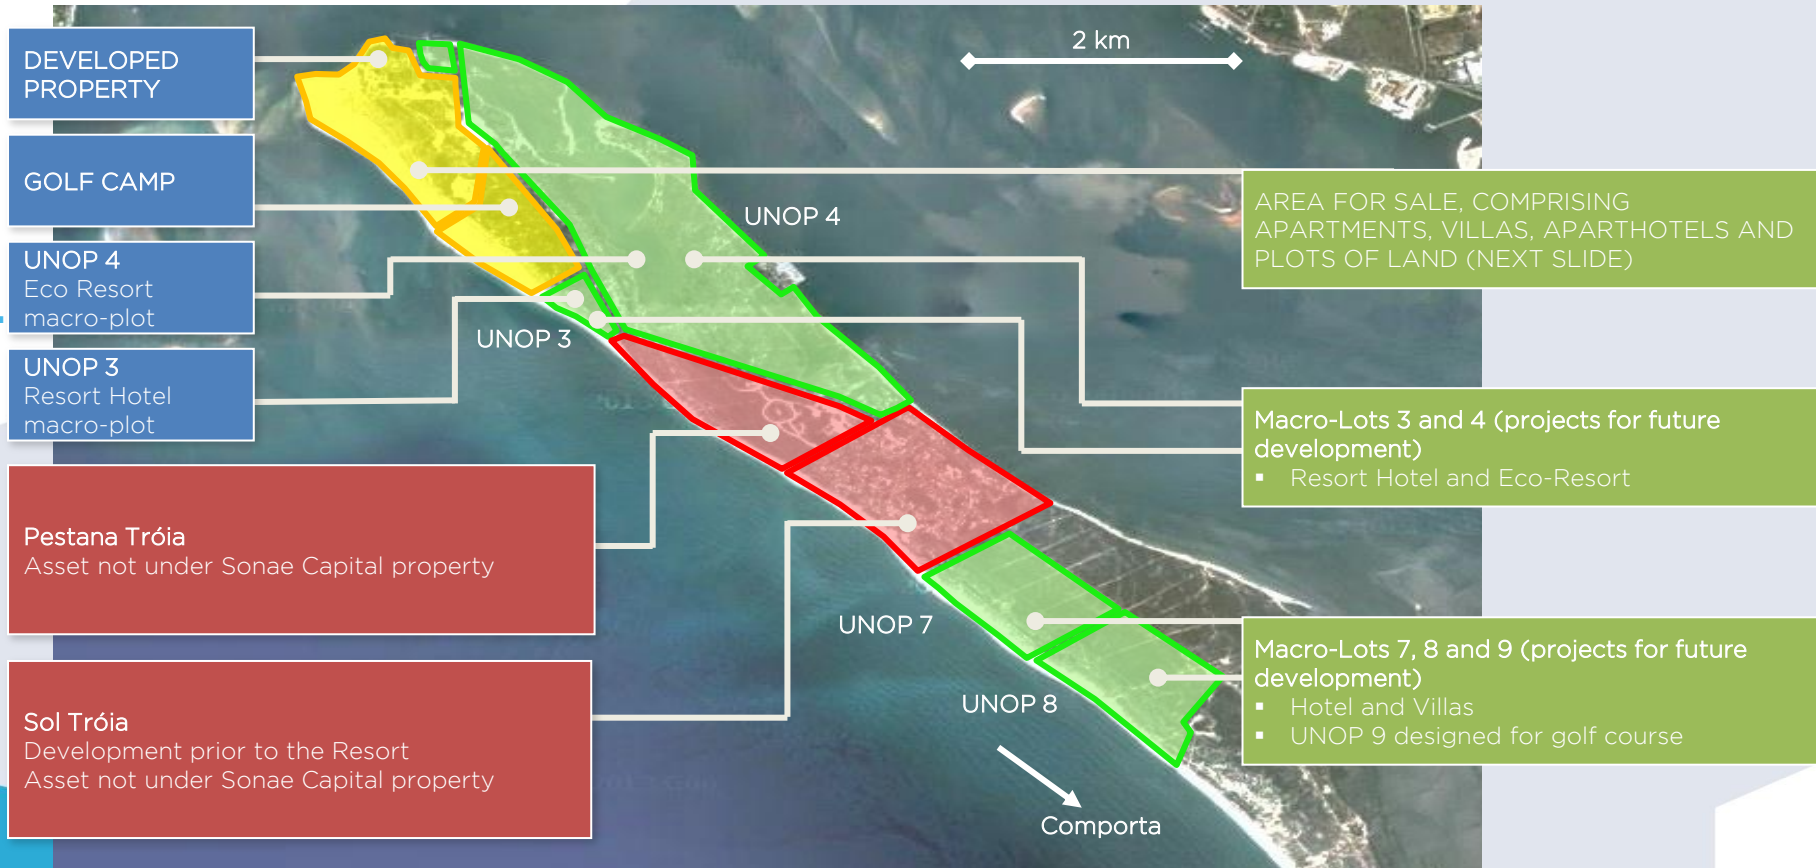 DEVELOPED
PROPERTY
GOLF CAMP
UNOP 4
Eco Resort
macro-plot
UNOP 3
Resort Hotel
macro-plot
Pestana Tróia
Asset not under Sonae Capital property
Sol Tróia
Development prior to the Resort
Asset not under Sonae Capital property
2 km
UNOP 4
UNOP 3
UNOP 7
UNOP 8
Comporta
AREA FOR SALE, COMPRISING
APARTMENTS, VILLAS, APARTHOTELS AND
PLOTS OF LAND (NEXT SLIDE)
Macro-Lots 3 and 4 (projects for future
development)
▪ Resort Hotel and Eco-Resort
Macro-Lots 7, 8 and 9 (projects for future
development)
▪ Hotel and Villas
▪ UNOP 9 designed for golf course